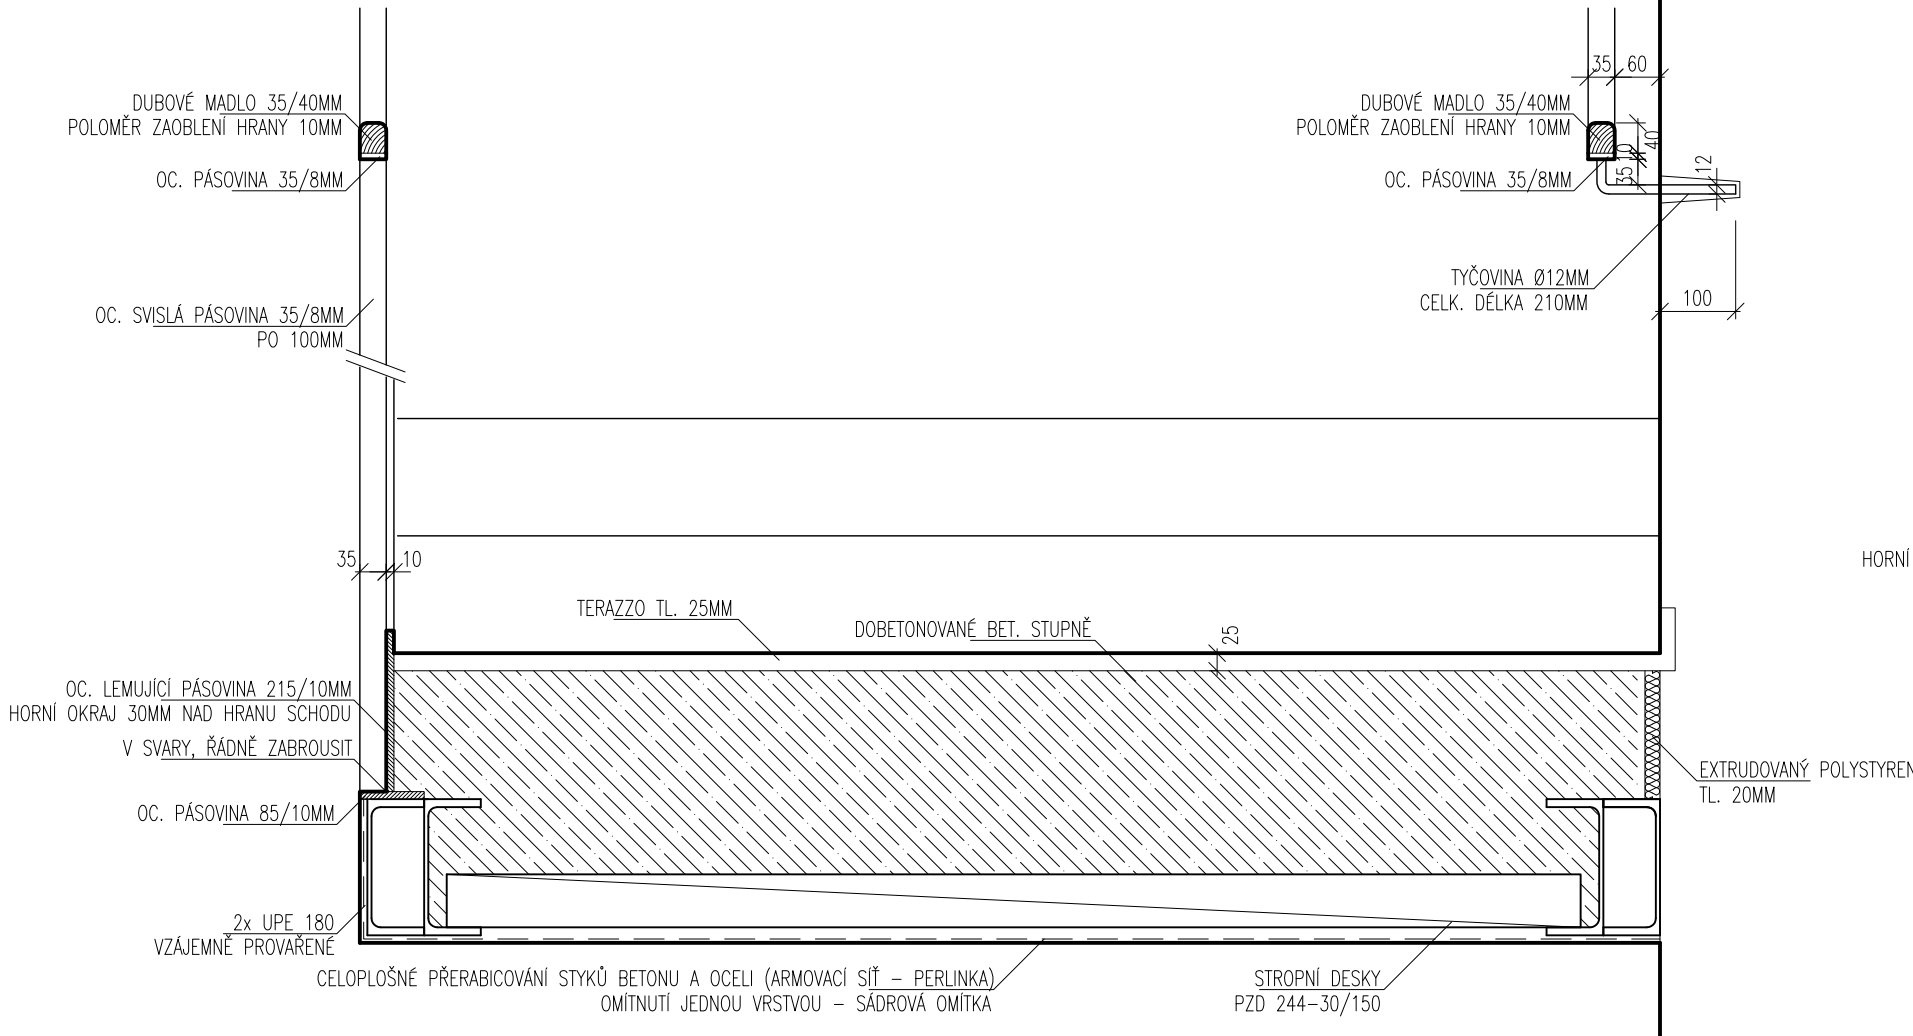 35
60
DUBOVÉ MADLO 35/40MM
POLOMĚR ZAOBLENÍ HRANY 10MM
OC. PÁSOVINA 35/8MM
DUBOVÉ MADLO 35/40MM
POLOMĚR ZAOBLENÍ HRANY 10MM
OC. PÁSOVINA 35/8MM
40
10
35
12
TYČOVINA Ø12MM
CELK. DÉLKA 210MM
100
OC. SVISLÁ PÁSOVINA 35/8MM
PO 100MM
35
10
HORNÍ
TERAZZO TL. 25MM
DOBETONOVANÉ BET. STUPNĚ
25
OC. LEMUJÍCÍ PÁSOVINA 215/10MM
HORNÍ OKRAJ 30MM NAD HRANU SCHODU
V SVARY, ŘÁDNĚ ZABROUSIT
OC. PÁSOVINA 85/10MM
EXTRUDOVANÝ POLYSTYREN
TL. 20MM
2x UPE 180
VZÁJEMNĚ PROVAŘENÉ
CELOPLOŠNÉ PŘERABICOVÁNÍ STYKŮ BETONU A OCELI (ARMOVACÍ SÍŤ – PERLINKA)
OMÍTNUTÍ JEDNOU VRSTVOU – SÁDROVÁ OMÍTKA
STROPNÍ DESKY
PZD 244-30/150